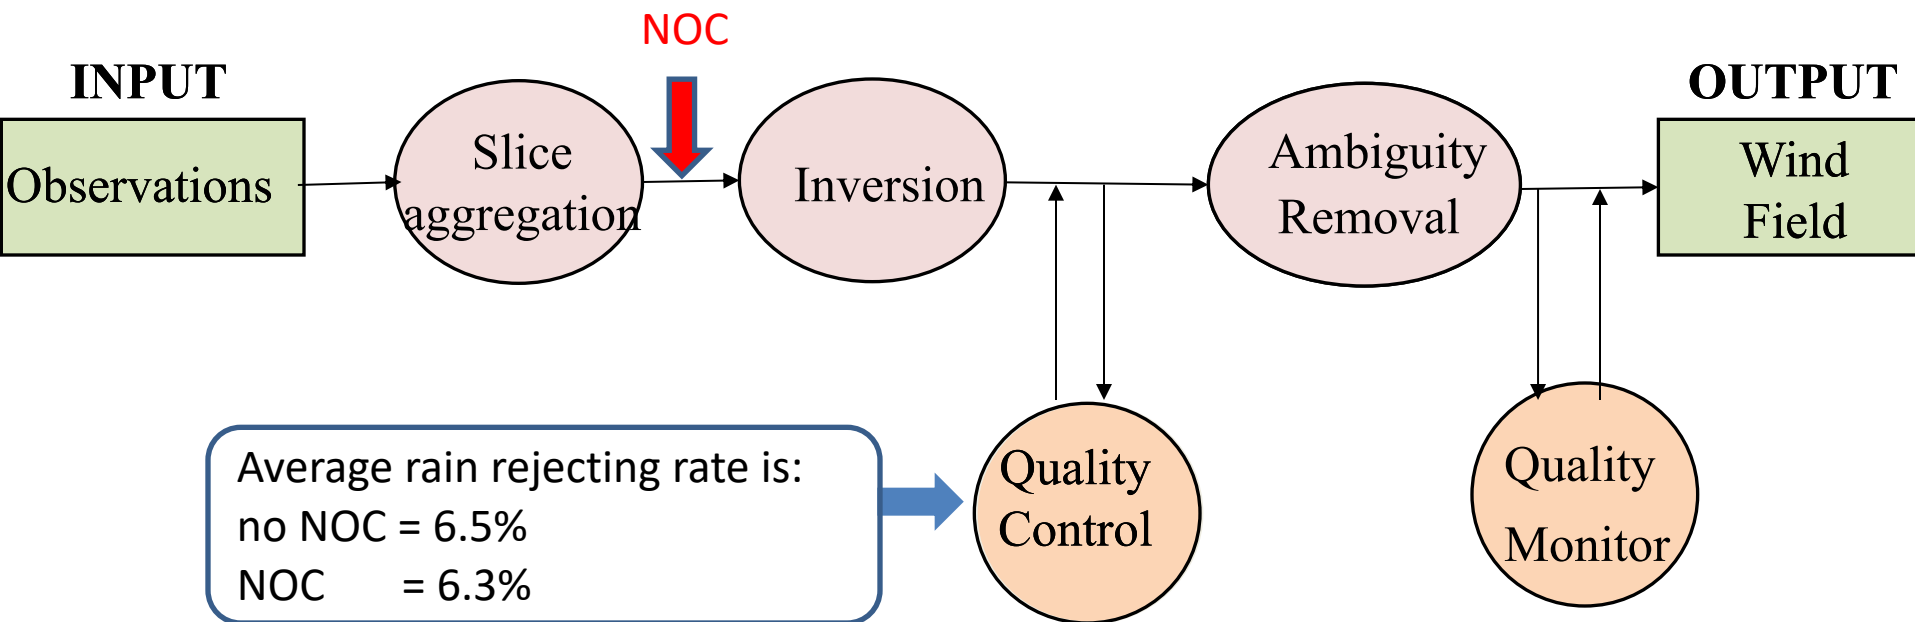 NOC
INPUT
OUTPUT
Observations
Slice
aggregation
Inversion
Ambiguity
Removal
Wind
Field
Average rain rejecting rate is:
no NOC = 6.5%
NOC = 6.3%
Quality
Control
Quality
Monitor